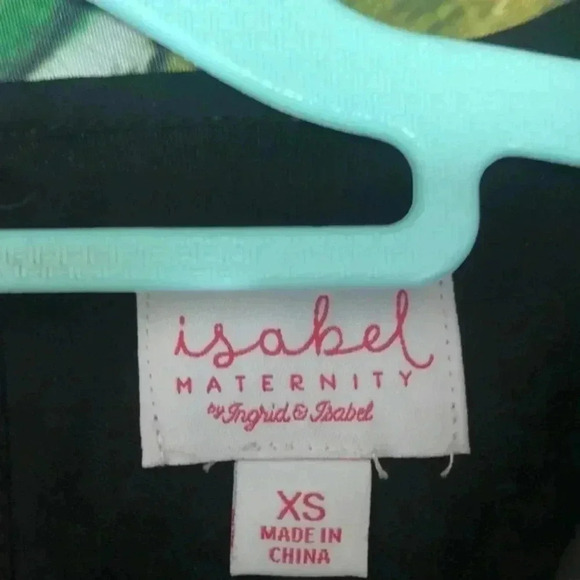 isabel
MATERNITY
by Ingrid & Isabel
XS
MADE IN
CHINA